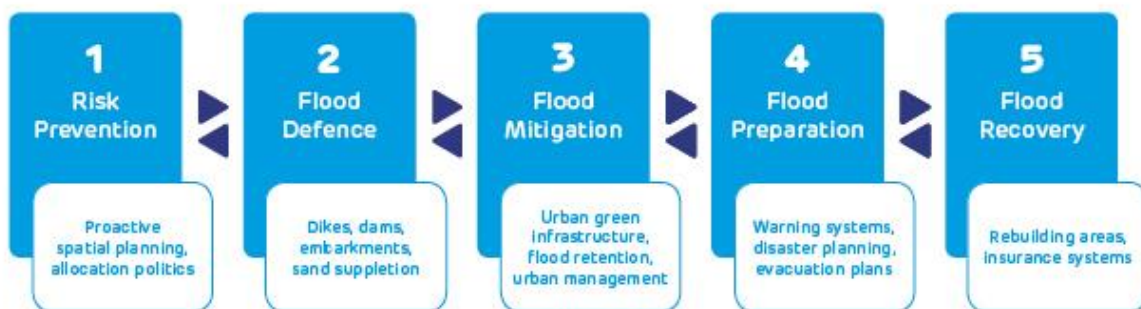 1
Risk
Prevention
Proactive
spatial planning,
allocation politics
2
Flood
Defence
Dikes, dams,
embarkments,
sand suppletion
3
Flood
Mitigation
Urban green
infrastructure,
flood retention,
urban management
4
Flood
Preparation
Warning systems,
disaster planning,
evacuation plans
5
Flood
Recovery
Rebuilding areas,
insurance systems